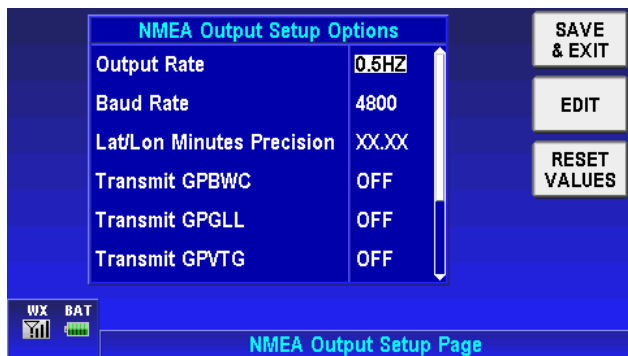 NMEA Output Setup Options
Output Rate 0.5HZ
Baud Rate 4800
Lat/Lon Minutes Precision XX.XX
Transmit GPBWC OFF
Transmit GPGLL OFF
Transmit GPVTG OFF
SAVE
& EXIT
EDIT
RESET
VALUES
WX BAT
NMEA Output Setup Page